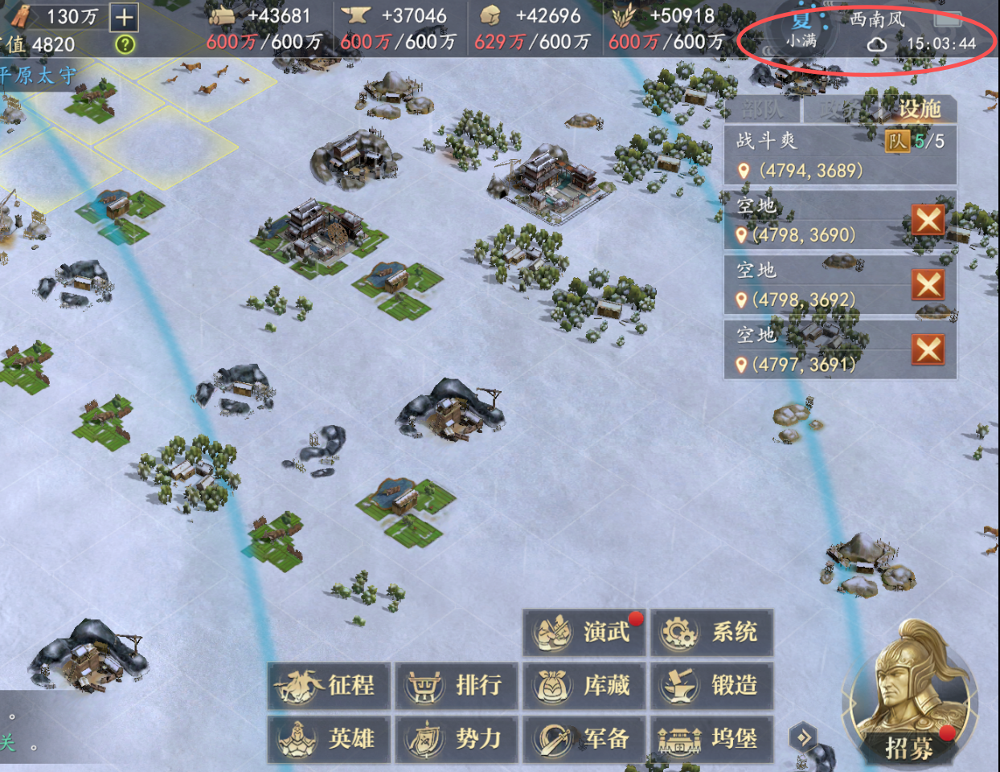 130万
+43681
+37046
+42696
+50918
夏
西南风
值 4820
600万/600万
600万/600万
629万/600万
600万/600万
小满
15:03:44
平原太守
部队
设施
战斗爽
队 5/5
(4794,3689)
空地
(4798,3690)
空地
(4798,3692)
空地
(4797,3691)
演武
系统
征程
排行
库藏
锻造
英雄
势力
军备
坞堡
招募
关。